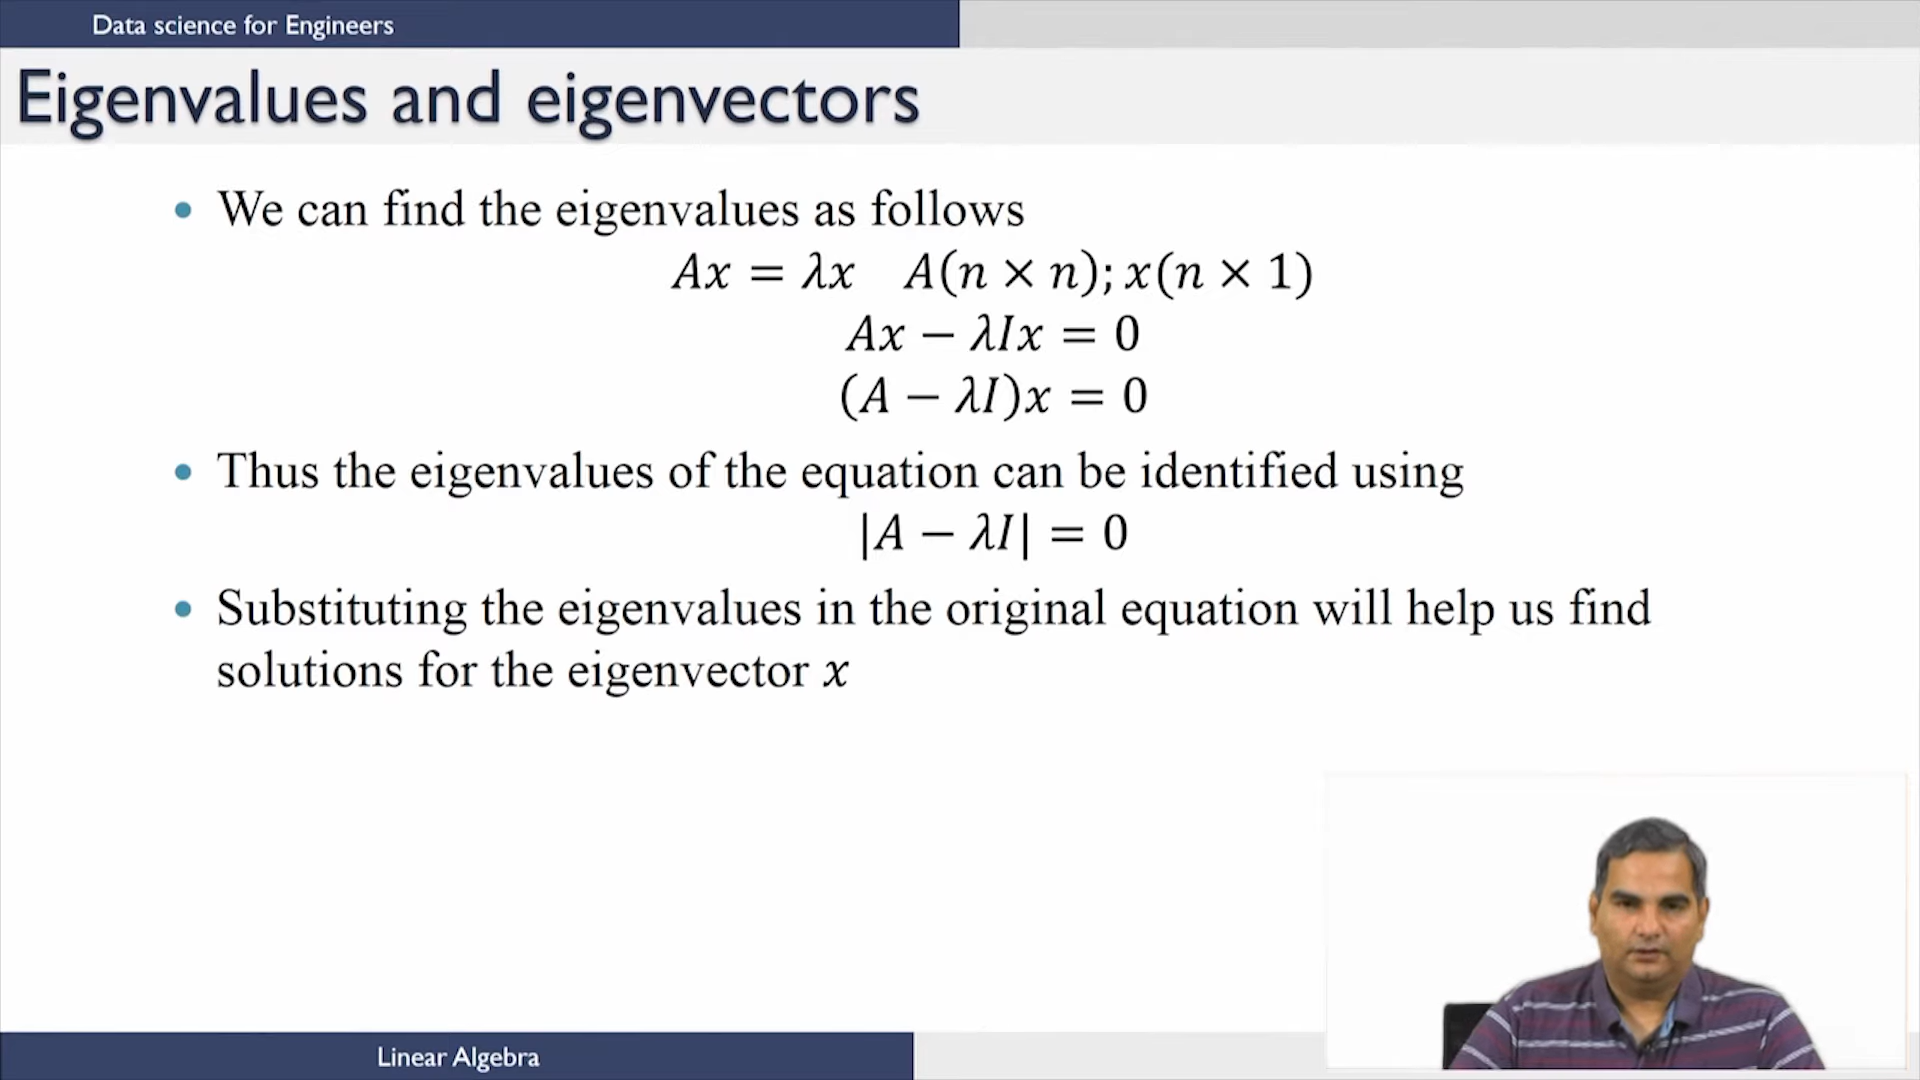 Data science for Engineers
Eigenvalues and eigenvectors
• We can find the eigenvalues as follows
Ax = λx A(n × n); x(n × 1)
Ax − λIx = 0
(A − λI)x = 0
• Thus the eigenvalues of the equation can be identified using
|A − λI| = 0
• Substituting the eigenvalues in the original equation will help us find
solutions for the eigenvector x
Linear Algebra